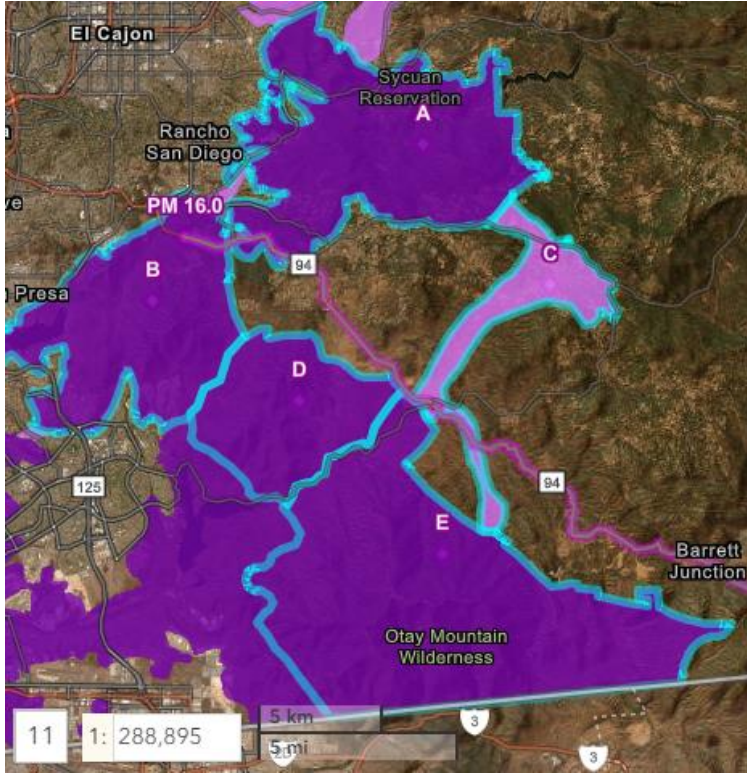 El Cajon
Sycuan
Reservation
A
Rancho
San Diego
PM 16.0
94
C
B
Presa
D
125
94
E
Barrett
Junction
Otay Mountain
Wilderness
11
1: 288,895
5 km
5 mi
3
3